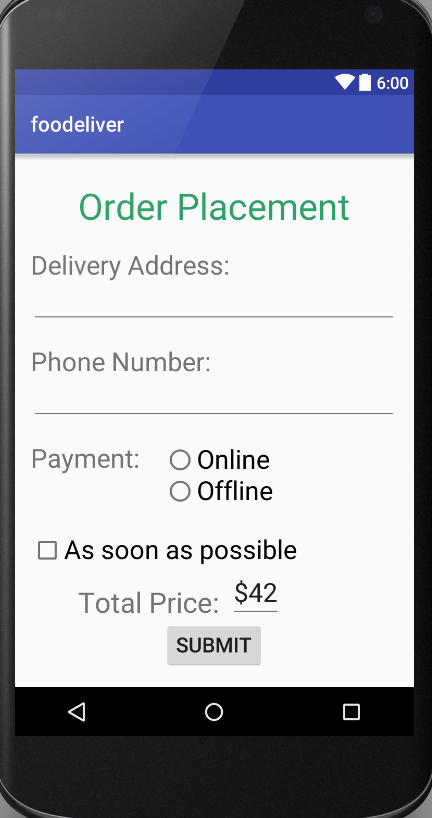 6:00
foodeliver
Order Placement
Delivery Address:
Phone Number:
Payment: Online
Offline
As soon as possible
Total Price: $42
SUBMIT